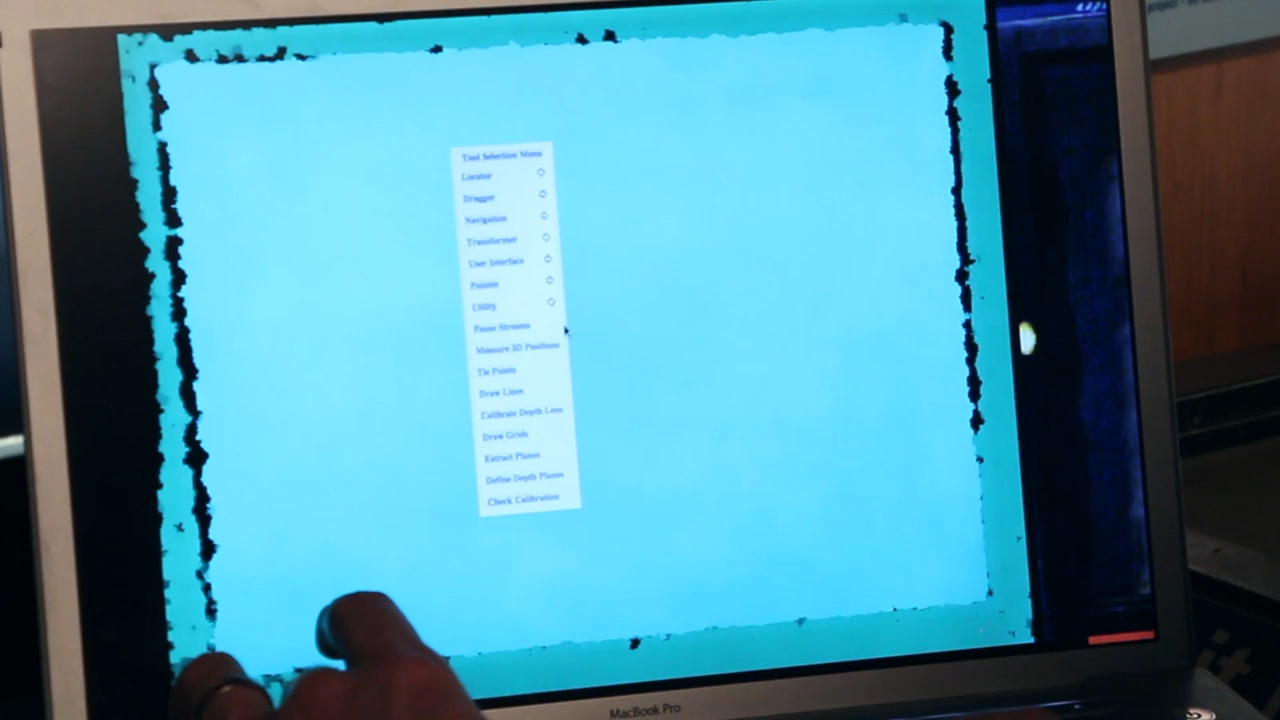 Tool Selection Menu
Locator
Dragger
Navigation
Transformer
User Interface
Pointer
Utility
Pause Streams
Measure 3D Positions
Tie Points
Draw Lines
Calibrate Depth Lens
Draw Grids
Extract Planes
Define Depth Planes
Check Calibration
MacBook Pro